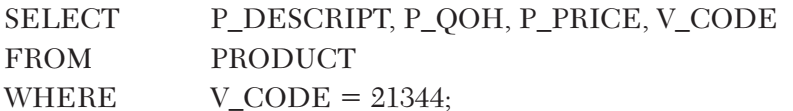 SELECT P_DESCRIPT, P_QOH, P_PRICE, V_CODE
FROM PRODUCT
WHERE V_CODE = 21344;